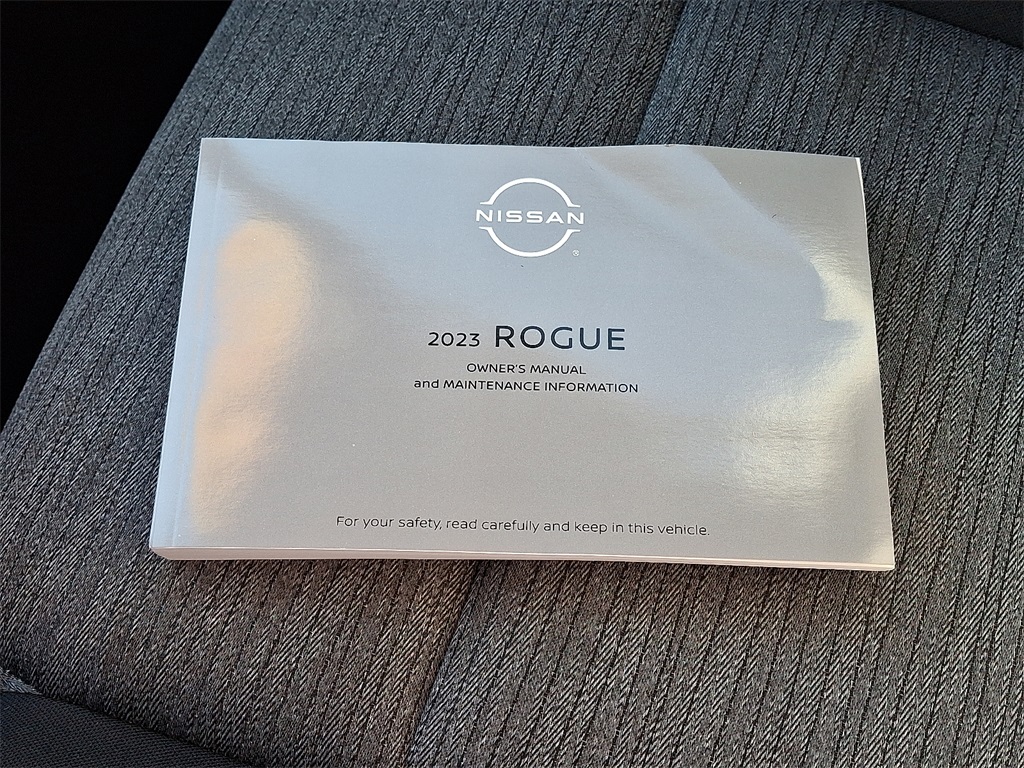 NISSAN
®
2023 ROGUE
OWNER'S MANUAL
and MAINTENANCE INFORMATION
For your safety, read carefully and keep in this vehicle.